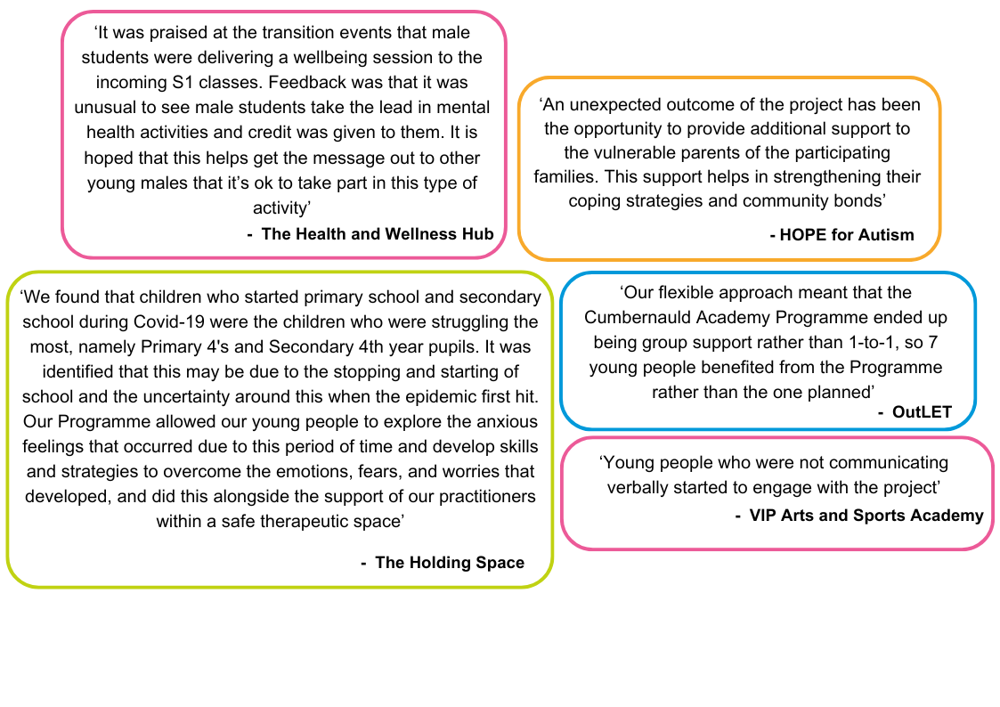 ‘It was praised at the transition events that male
students were delivering a wellbeing session to the
incoming S1 classes. Feedback was that it was
unusual to see male students take the lead in mental
health activities and credit was given to them. It is
hoped that this helps get the message out to other
young males that it’s ok to take part in this type of
activity’
- The Health and Wellness Hub
‘An unexpected outcome of the project has been
the opportunity to provide additional support to
the vulnerable parents of the participating
families. This support helps in strengthening their
coping strategies and community bonds’
- HOPE for Autism
‘We found that children who started primary school and secondary
school during Covid-19 were the children who were struggling the
most, namely Primary 4's and Secondary 4th year pupils. It was
identified that this may be due to the stopping and starting of
school and the uncertainty around this when the epidemic first hit.
Our Programme allowed our young people to explore the anxious
feelings that occurred due to this period of time and develop skills
and strategies to overcome the emotions, fears, and worries that
developed, and did this alongside the support of our practitioners
within a safe therapeutic space’
- The Holding Space
‘Our flexible approach meant that the
Cumbernauld Academy Programme ended up
being group support rather than 1-to-1, so 7
young people benefited from the Programme
rather than the one planned’
- OutLET
‘Young people who were not communicating
verbally started to engage with the project’
- VIP Arts and Sports Academy